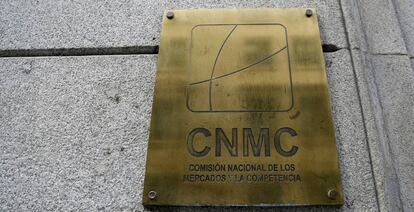 CNMC
COMISIÓN NACIONAL DE LOS
MERCADOS Y LA COMPETENCIA